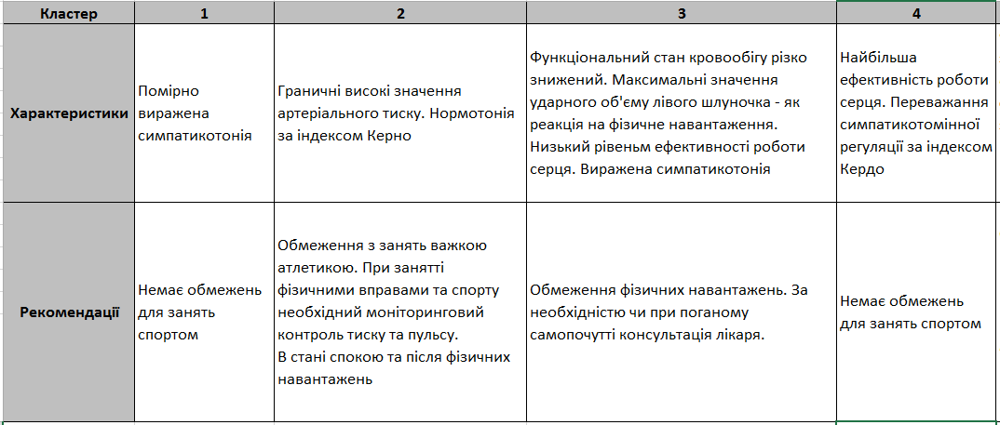 Кластер 1 2 3 4
Характеристики
Помірно
виражена
симпатикотонія
Граничні високі значення
артеріального тиску. Нормотонія
за індексом Керно
Функціональний стан кровообігу різко
знижений. Максимальні значення
ударного об'єму лівого шлуночка - як
реакція на фізичне навантаження.
Низький рівеньм ефективності роботи
серця. Виражена симпатикотонія
Найбільша
ефективність роботи
серця. Переважання
симпатикотомінної
регуляції за індексом
Кердо
Рекомендації
Немає обмежень
для занять
спортом
Обмеження з занять важкою
атлетикою. При занятті
фізичними вправами та спорту
необхідний моніторинговий
контроль тиску та пульсу.
В стані спокою та після фізичних
навантажень
Обмеження фізичних навантажень. За
необхідністю чи при поганому
самопочутті консультація лікаря.
Немає обмежень
для занять спортом